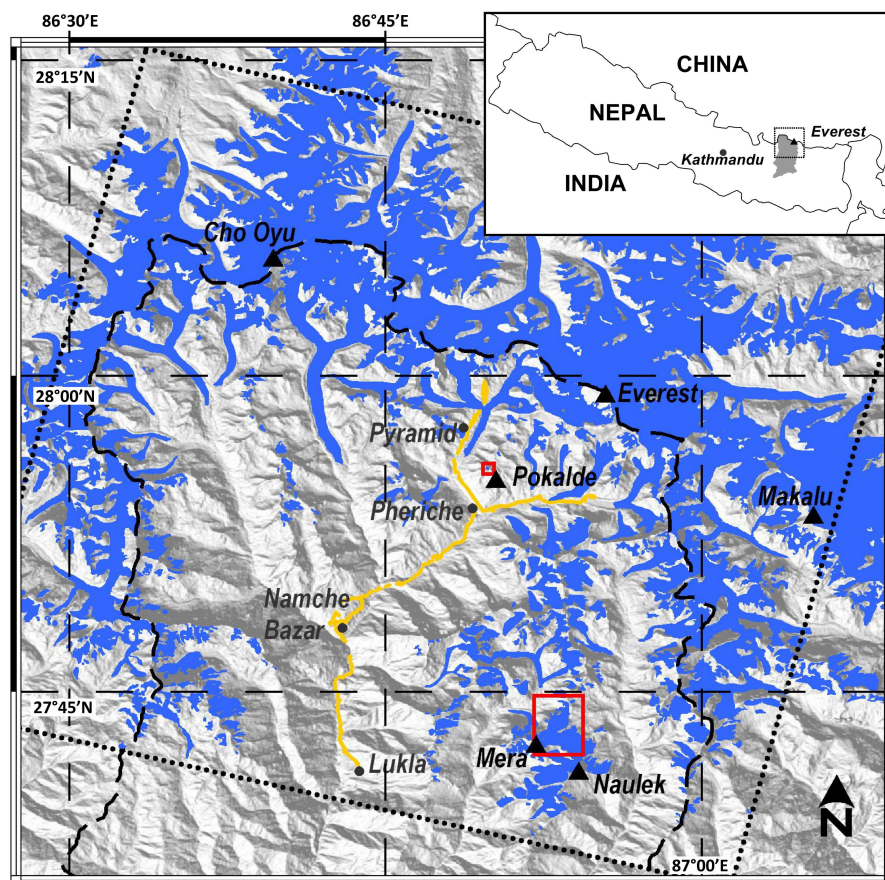 86°30'E
86°45'E
28°15'N
CHINA
NEPAL
Everest
Kathmandu
INDIA
Cho Oyu
28°00'N
Everest
Pyramid
Pokalde
Makalu
Pheriche
Namche
Bazar
27°45'N
Mera
Lukla
Naulek
N
87°00'E